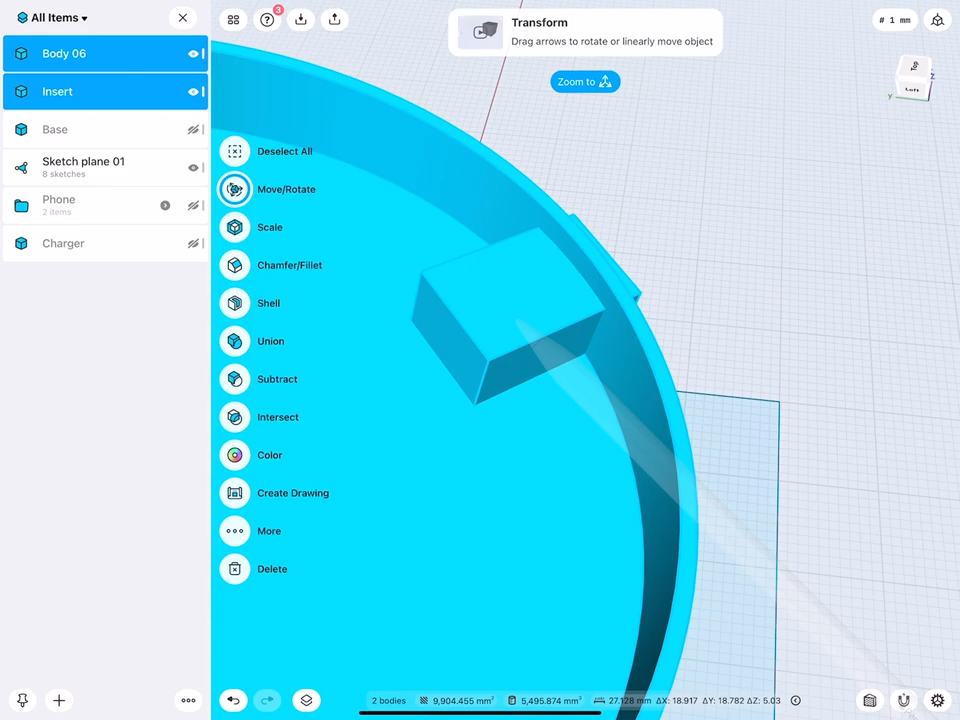 All Items
3
Transform
Drag arrows to rotate or linearly move object
# 1 mm
Body 06
Zoom to
Z
Left
Y
Insert
Base
Sketch plane 01
8 sketches
Phone
2 items
Charger
Deselect All
Move/Rotate
Scale
Chamfer/Fillet
Shell
Union
Subtract
Intersect
Color
Create Drawing
More
Delete
2 bodies 9,904.455 mm² 5,495.874 mm³ 27.128 mm ΔX: 18.917 ΔY: 18.782 ΔZ: 5.03